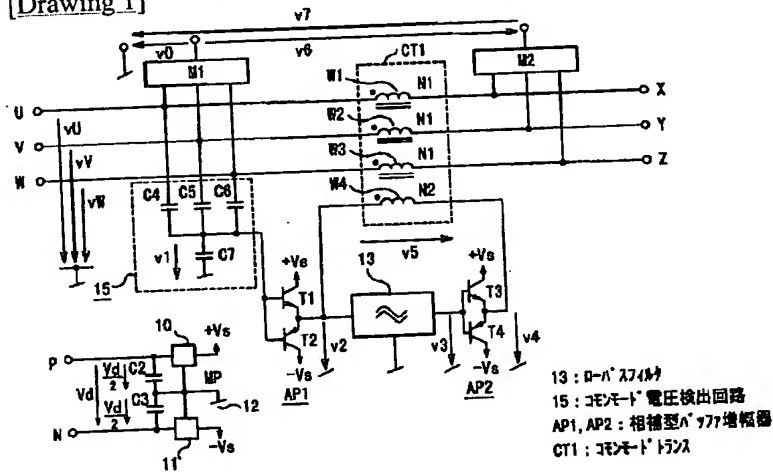 [Drawing 1]
v7
v0
v6
CT1
M1
M2
W1
N1
U
X
W2
N1
V
Y
W3
N1
W
Z
vU
vV
vW
C4
C5
C6
W4
N2
v1
C7
+Vs
v5
15
13
+Vs
T1
T3
10
+Vs
T2
T4
P
Vd/2
C2
MP
-Vs
v2
v3
-Vs
v4
Vd
12
AP1
AP2
Vd/2
C3
N
-Vs
11
13 : ローパスフィルタ
15 : コモンモード電圧検出回路
AP1, AP2 : 相補型バッファ増幅器
CT1 : コモンモードトランス